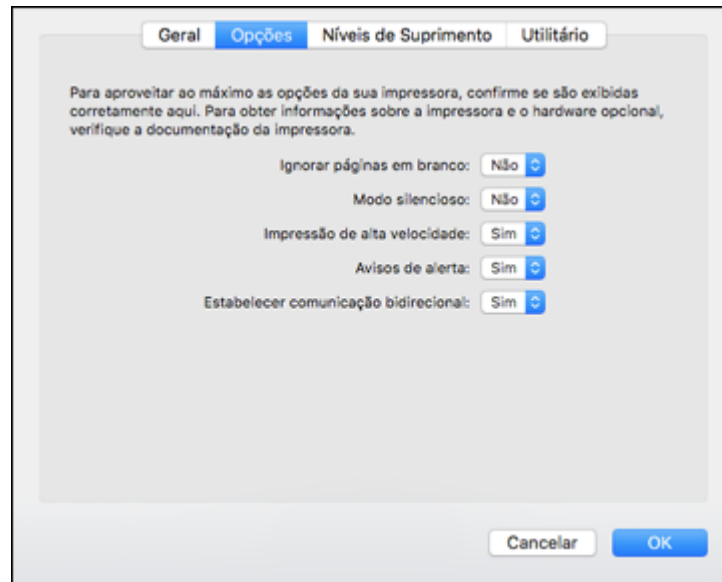 Geral Opções Níveis de Suprimento Utilitário
Para aproveitar ao máximo as opções da sua impressora, confirme se são exibidas
corretamente aqui. Para obter informações sobre a impressora e o hardware opcional,
verifique a documentação da impressora.
Ignorar páginas em branco: Não
Modo silencioso: Não
Impressão de alta velocidade: Sim
Avisos de alerta: Sim
Estabelecer comunicação bidirecional: Sim
Cancelar OK